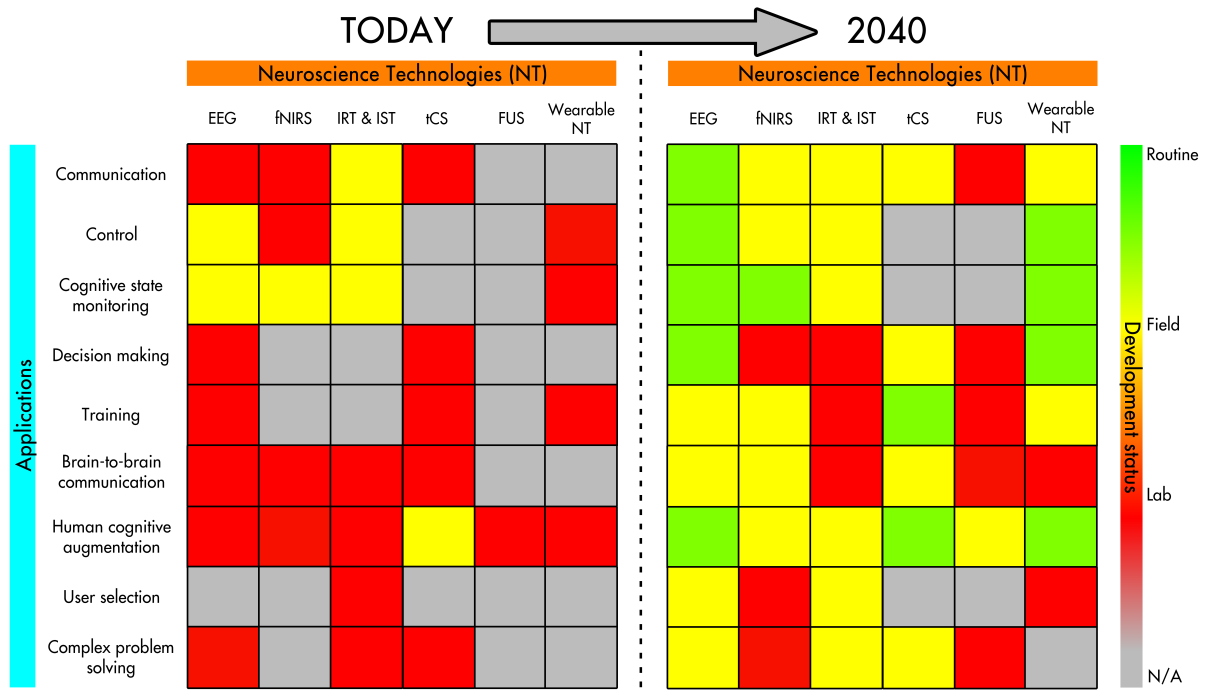 TODAY
2040
Neuroscience Technologies (NT)
Neuroscience Technologies (NT)
EEG
fNIRS
IRT & IST
tCS
FUS
Wearable
NT
EEG
fNIRS
IRT & IST
tCS
FUS
Wearable
NT
Applications
Communication
Control
Cognitive state
monitoring
Decision making
Training
Brain-to-brain
communication
Human cognitive
augmentation
User selection
Complex problem
solving
Development status
Routine
Field
Lab
N/A